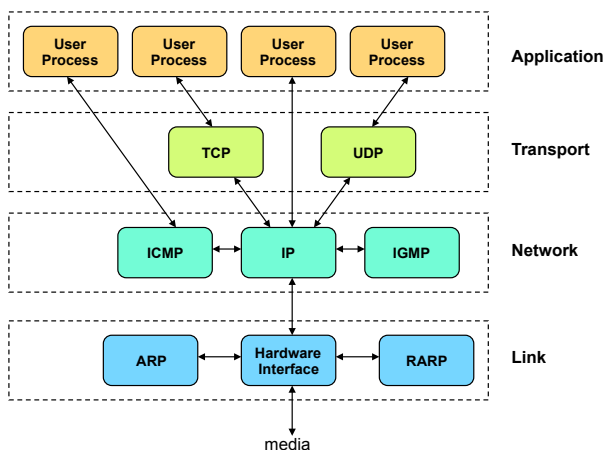 User
Process
User
Process
User
Process
User
Process
Application
TCP
UDP
Transport
ICMP
IP
IGMP
Network
ARP
Hardware
Interface
RARP
Link
media